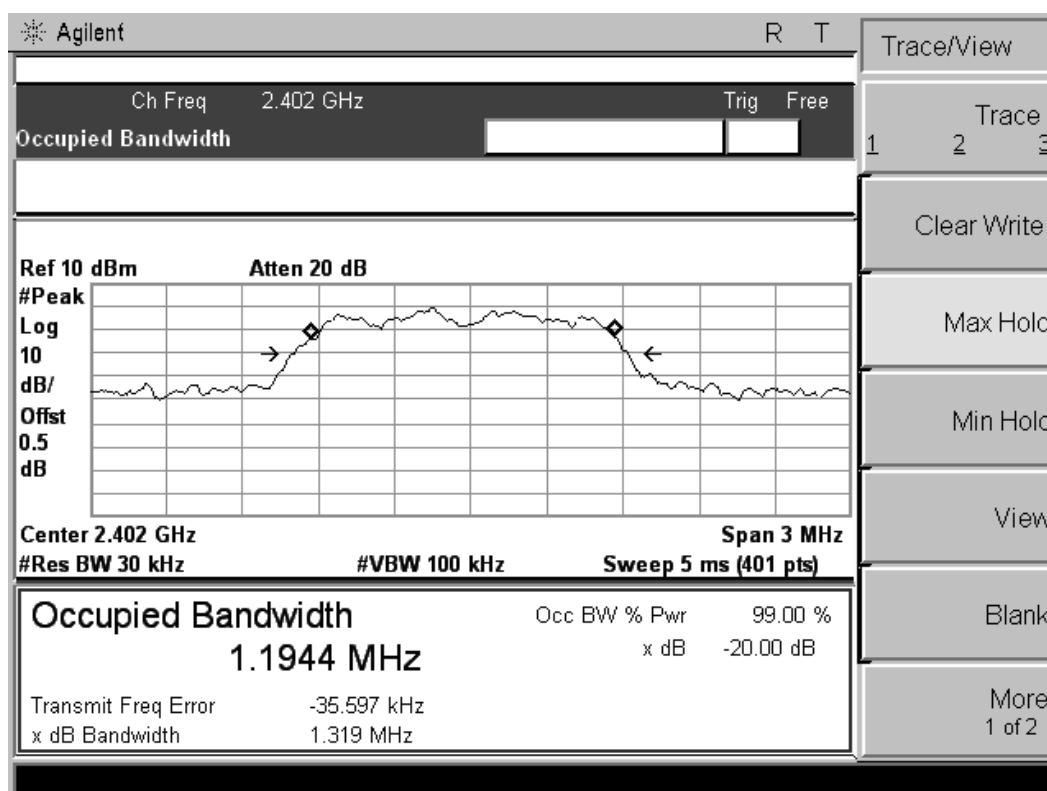 Agilent R T
Trace/View
Ch Freq 2.402 GHz Trig Free
Occupied Bandwidth
Trace
1 2 3
Clear Write
Ref 10 dBm Atten 20 dB
#Peak
Log
10
dB/
Offst
0.5
dB
Max Hold
Min Hold
Center 2.402 GHz Span 3 MHz
#Res BW 30 kHz #VBW 100 kHz Sweep 5 ms (401 pts)
View
Occupied Bandwidth
1.1944 MHz
Occ BW % Pwr 99.00 %
x dB -20.00 dB
Transmit Freq Error -35.597 kHz
x dB Bandwidth 1.319 MHz
Blank
More
1 of 2